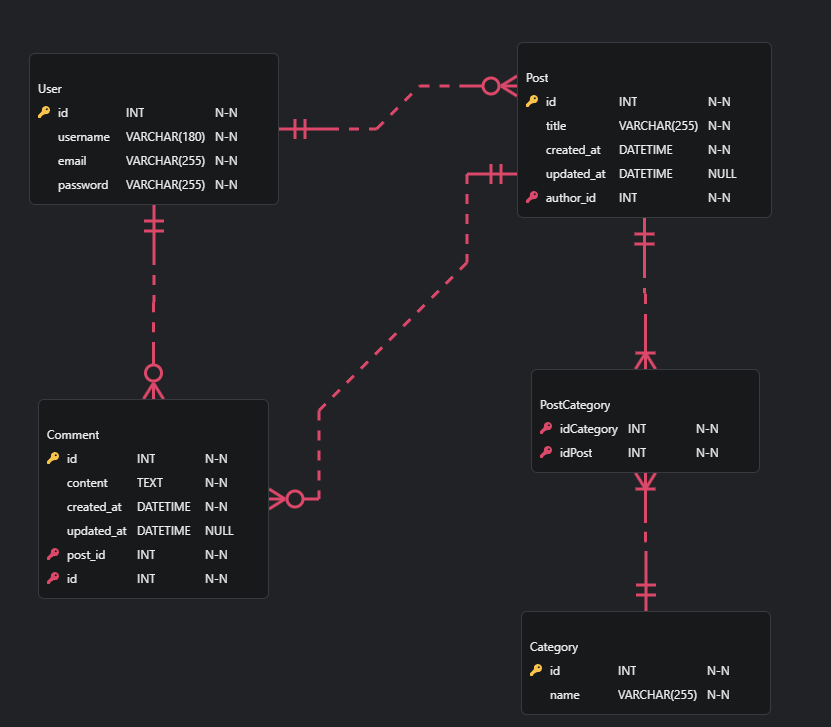 User
id INT N-N
username VARCHAR(180) N-N
email VARCHAR(255) N-N
password VARCHAR(255) N-N
Post
id INT N-N
title VARCHAR(255) N-N
created_at DATETIME N-N
updated_at DATETIME NULL
author_id INT N-N
Comment
id INT N-N
content TEXT N-N
created_at DATETIME N-N
updated_at DATETIME NULL
post_id INT N-N
id INT N-N
PostCategory
idCategory INT N-N
idPost INT N-N
Category
id INT N-N
name VARCHAR(255) N-N